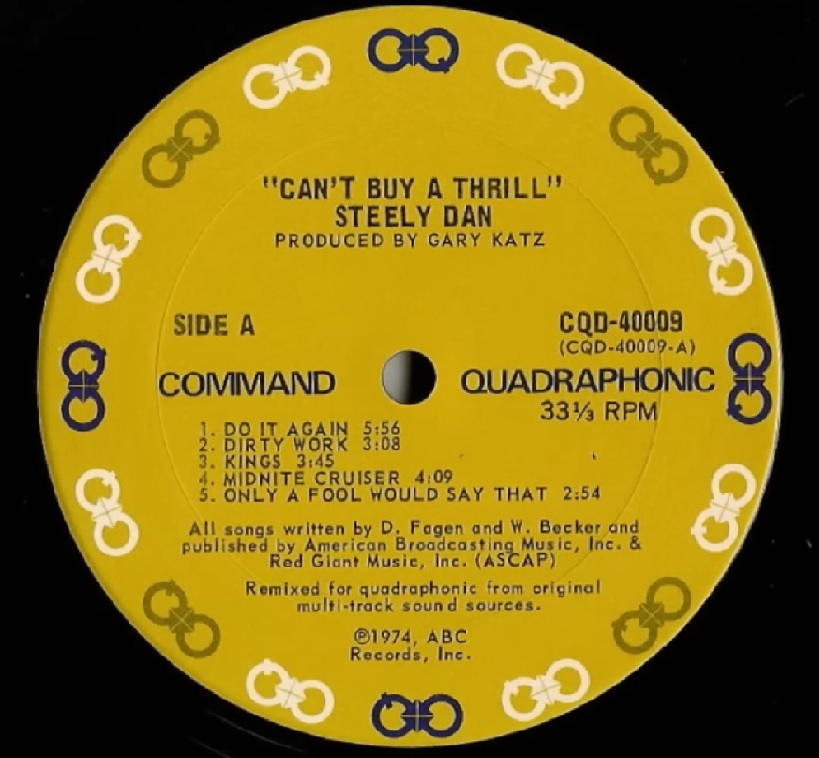 "CAN'T BUY A THRILL"
STEELY DAN
PRODUCED BY GARY KATZ
SIDE A
CQD-40009
(CQD-40009-A)
COMMAND QUADRAPHONIC
33⅓ RPM
1. DO IT AGAIN 5:56
2. DIRTY WORK 3:08
3. KINGS 3:45
4. MIDNITE CRUISER 4:09
5. ONLY A FOOL WOULD SAY THAT 2:54
All songs written by D. Fagen and W. Becker and
published by American Broadcasting Music, Inc. &
Red Giant Music, Inc. (ASCAP)
Remixed for quadraphonic from original
multi-track sound sources.
℗1974, ABC
Records, Inc.